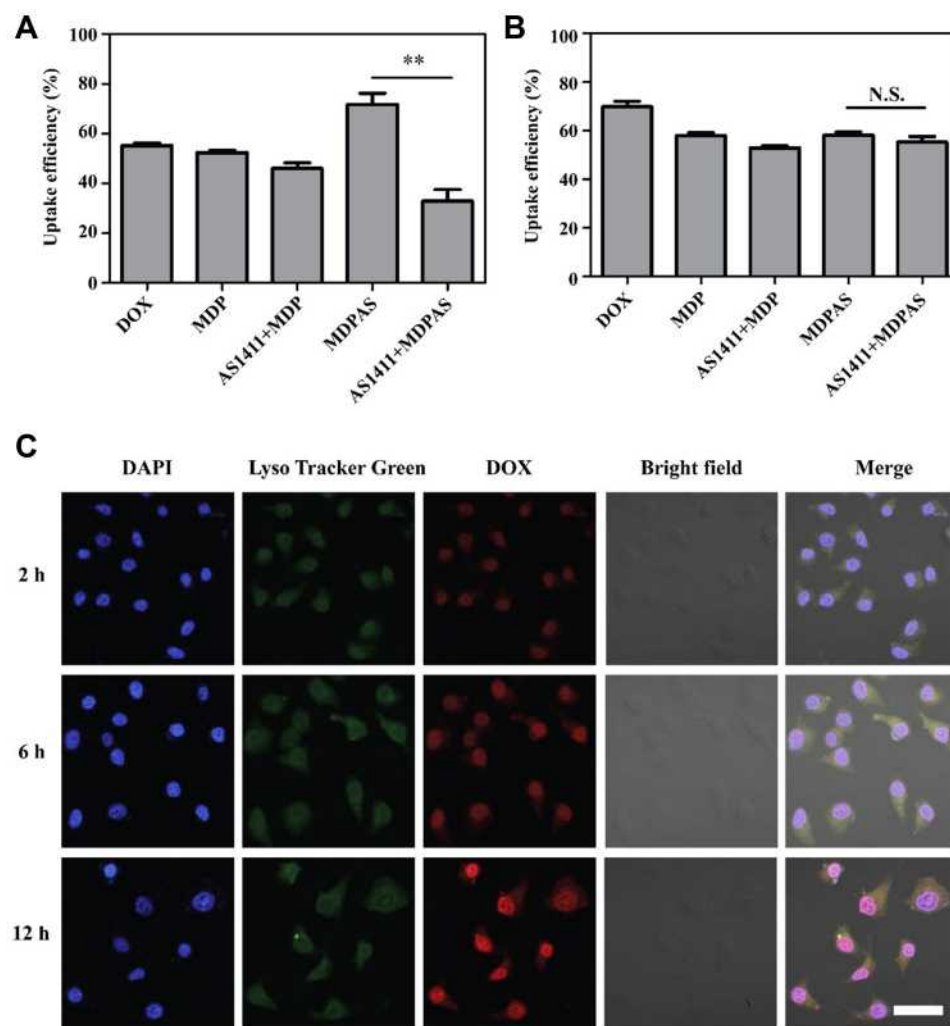 A
Uptake efficiency (%)
100
80
60
40
20
0
**
DOX
MDP
AS1411+MDP
MDPAS
AS1411+MDPAS
B
Uptake efficiency (%)
100
80
60
40
20
0
N.S.
DOX
MDP
AS1411+MDP
MDPAS
AS1411+MDPAS
C
DAPI Lyso Tracker Green DOX Bright field Merge
2 h
6 h
12 h